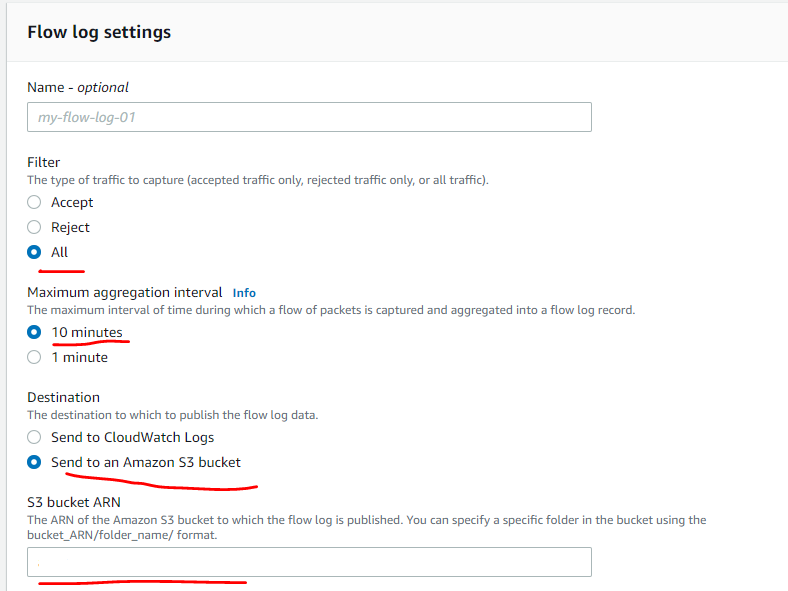 Flow log settings
Name - optional
my-flow-log-01
Filter
The type of traffic to capture (accepted traffic only, rejected traffic only, or all traffic).
Accept
Reject
All
Maximum aggregation interval Info
The maximum interval of time during which a flow of packets is captured and aggregated into a flow log record.
10 minutes
1 minute
Destination
The destination to which to publish the flow log data.
Send to CloudWatch Logs
Send to an Amazon S3 bucket
S3 bucket ARN
The ARN of the Amazon S3 bucket to which the flow log is published. You can specify a specific folder in the bucket using the
bucket_ARN/folder_name/ format.